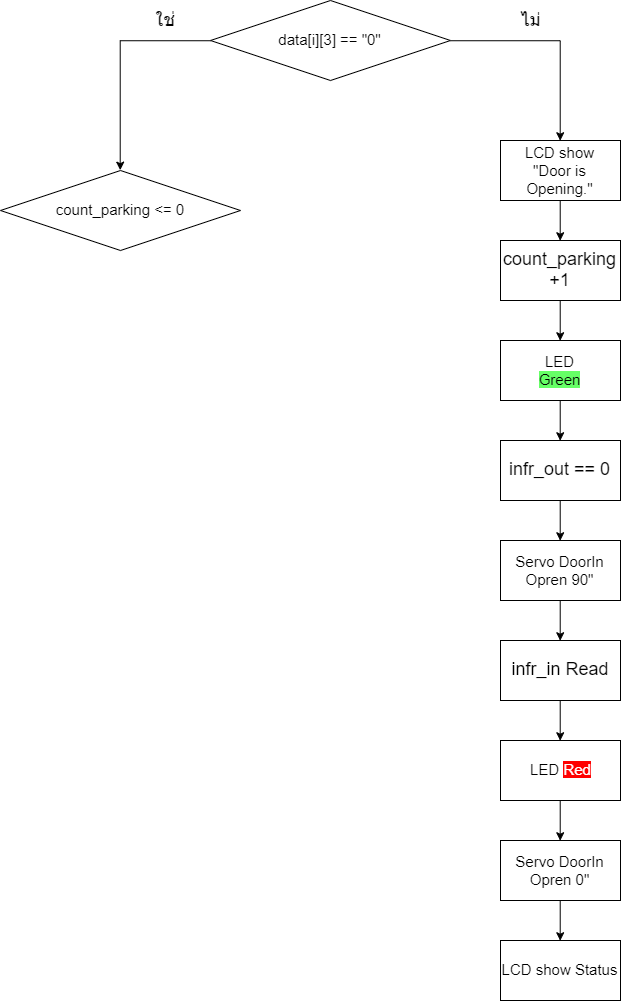 ใช่
ไม่
data[i][3] == "0"
LCD show
"Door is
Opening."
count_parking <= 0
count_parking
+1
LED
Green
infr_out == 0
Servo DoorIn
Opren 90"
infr_in Read
LED Red
Servo DoorIn
Opren 0"
LCD show Status